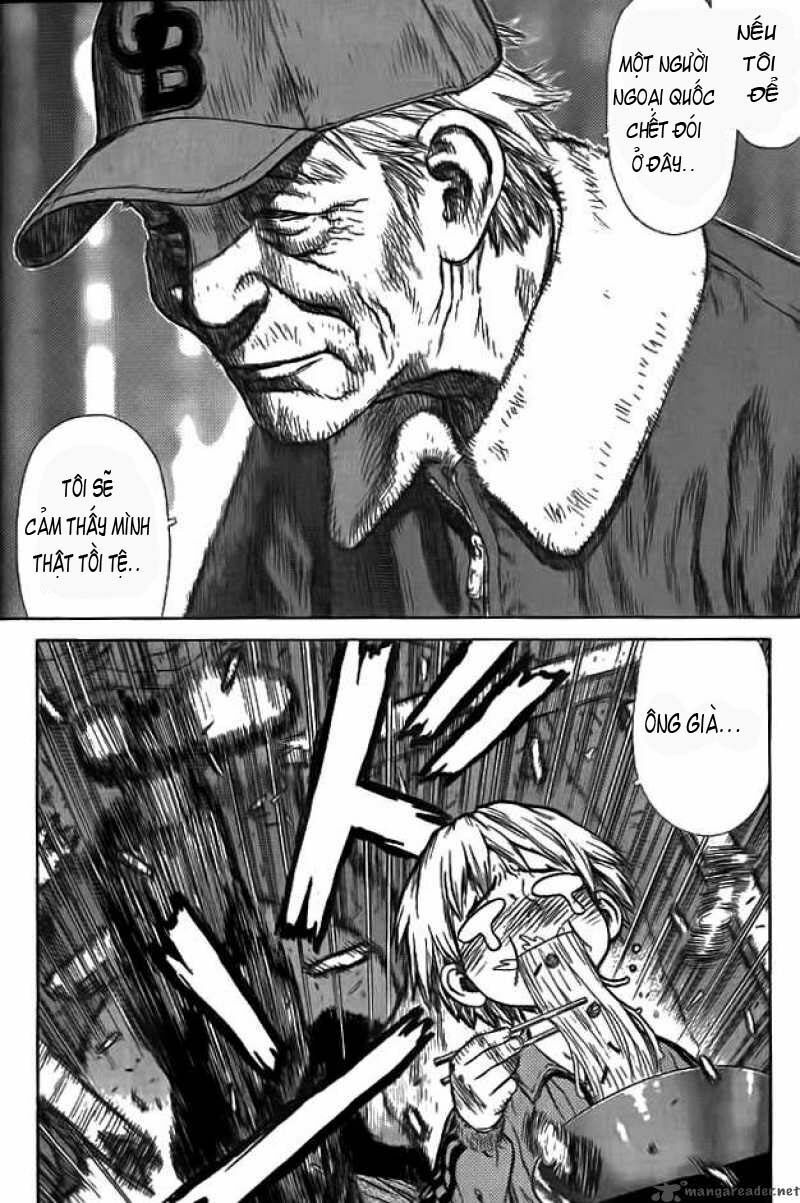 NẾU
TÔI
ĐỂ
MỘT NGƯỜI
NGOẠI QUỐC
CHẾT ĐÓI
Ở ĐÂY..
B
TÔI SẼ
CẢM THẤY MÌNH
THẬT TỒI TỆ..
ÔNG GIÀ...
ド
mangareader.net